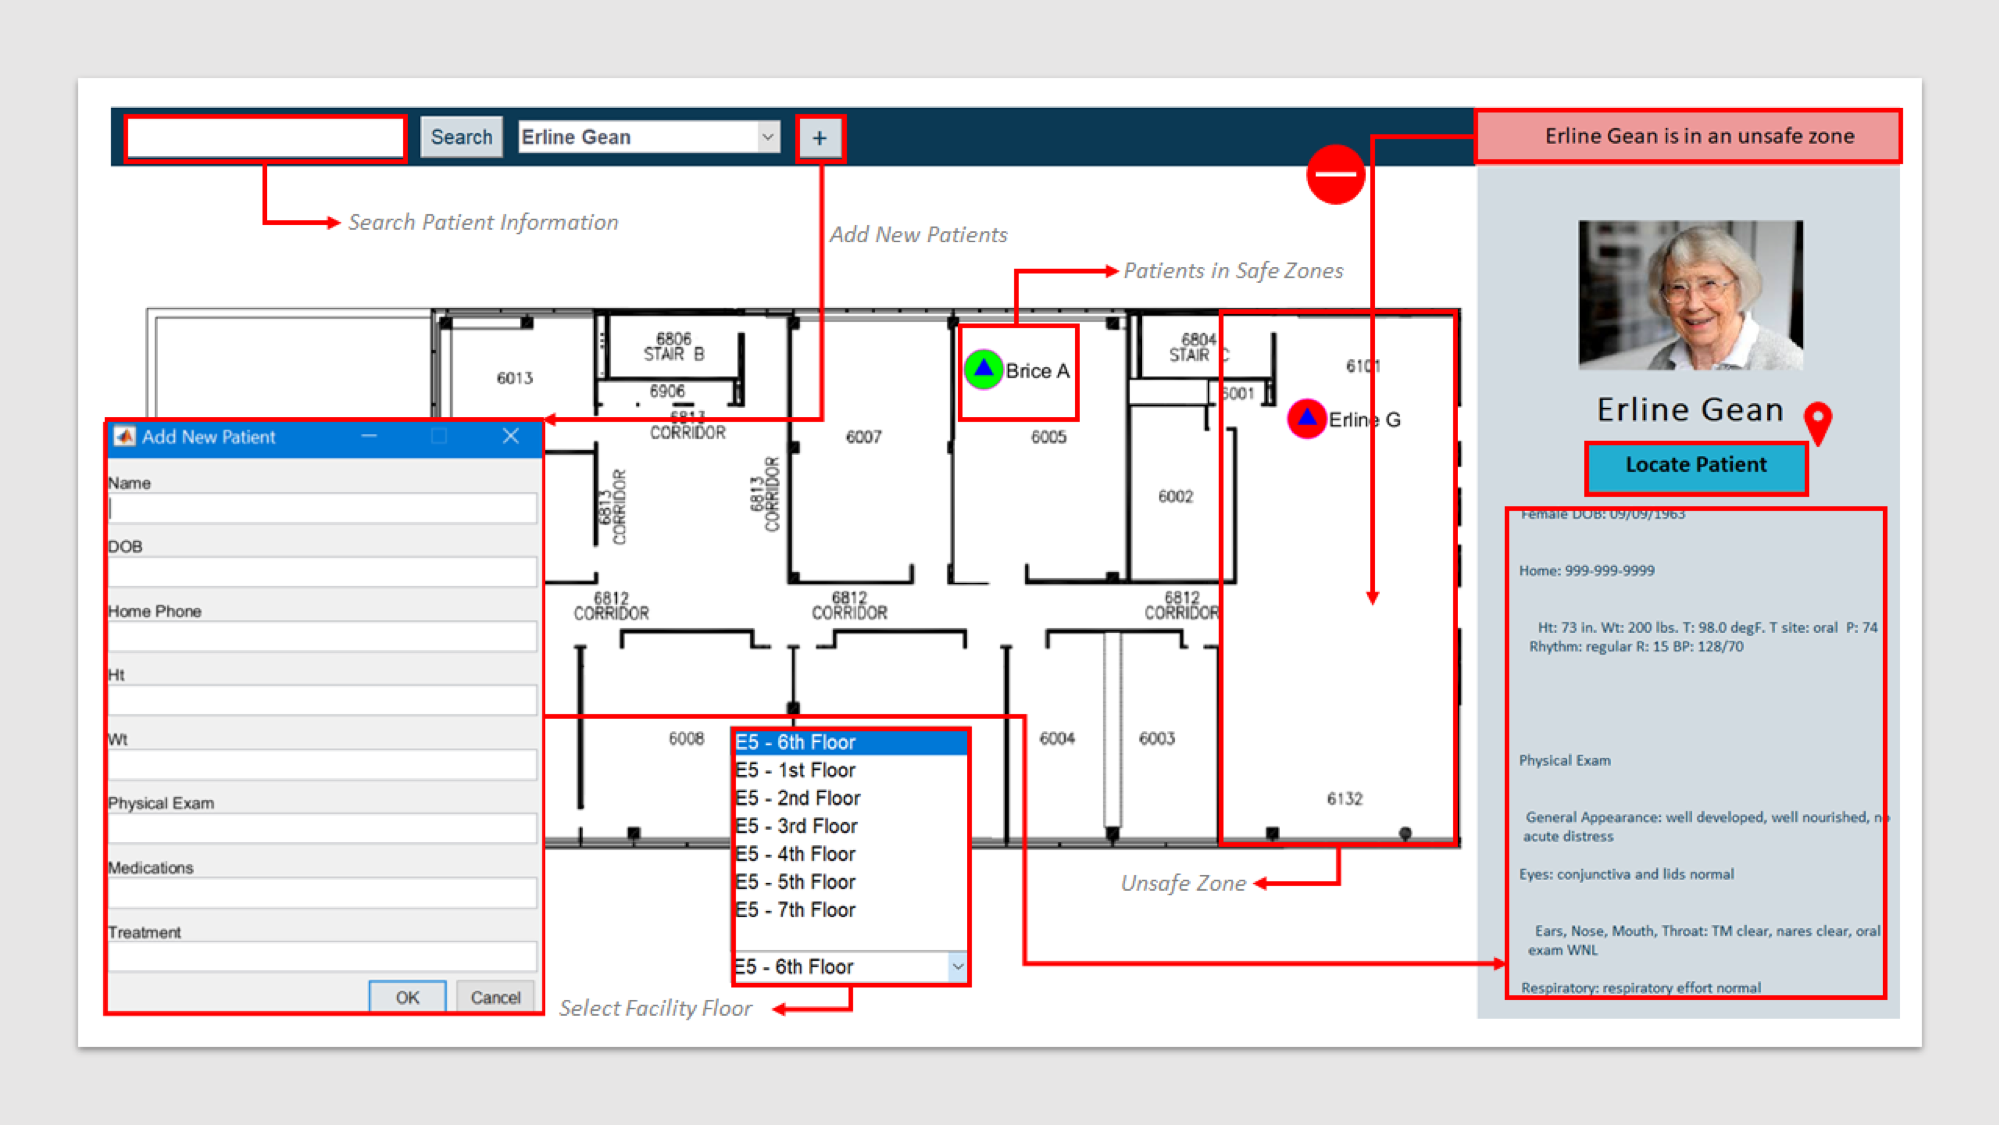 Search
Erline Gean
+
Erline Gean is in an unsafe zone
Search Patient Information
Add New Patients
Patients in Safe Zones
6013
6806
STAIR B
6906
6813
CORRIDOR
6813
CORRIDOR
6813
CORRIDOR
6007
Brice A
6005
6804
STAIR C
6001
6002
6101
Erline G
6812
CORRIDOR
6812
CORRIDOR
6812
CORRIDOR
6008
6004
6003
6132
Add New Patient
Name
DOB
Home Phone
Ht
Wt
Physical Exam
Medications
Treatment
OK
Cancel
E5 - 6th Floor
E5 - 1st Floor
E5 - 2nd Floor
E5 - 3rd Floor
E5 - 4th Floor
E5 - 5th Floor
E5 - 7th Floor
E5 - 6th Floor
Select Facility Floor
Unsafe Zone
Erline Gean
Locate Patient
Female DOB: 09/09/1963
Home: 999-999-9999
Ht: 73 in. Wt: 200 lbs. T: 98.0 degF. T site: oral P: 74
Rhythm: regular R: 15 BP: 128/70
Physical Exam
General Appearance: well developed, well nourished, no
acute distress
Eyes: conjunctiva and lids normal
Ears, Nose, Mouth, Throat: TM clear, nares clear, oral
exam WNL
Respiratory: respiratory effort normal